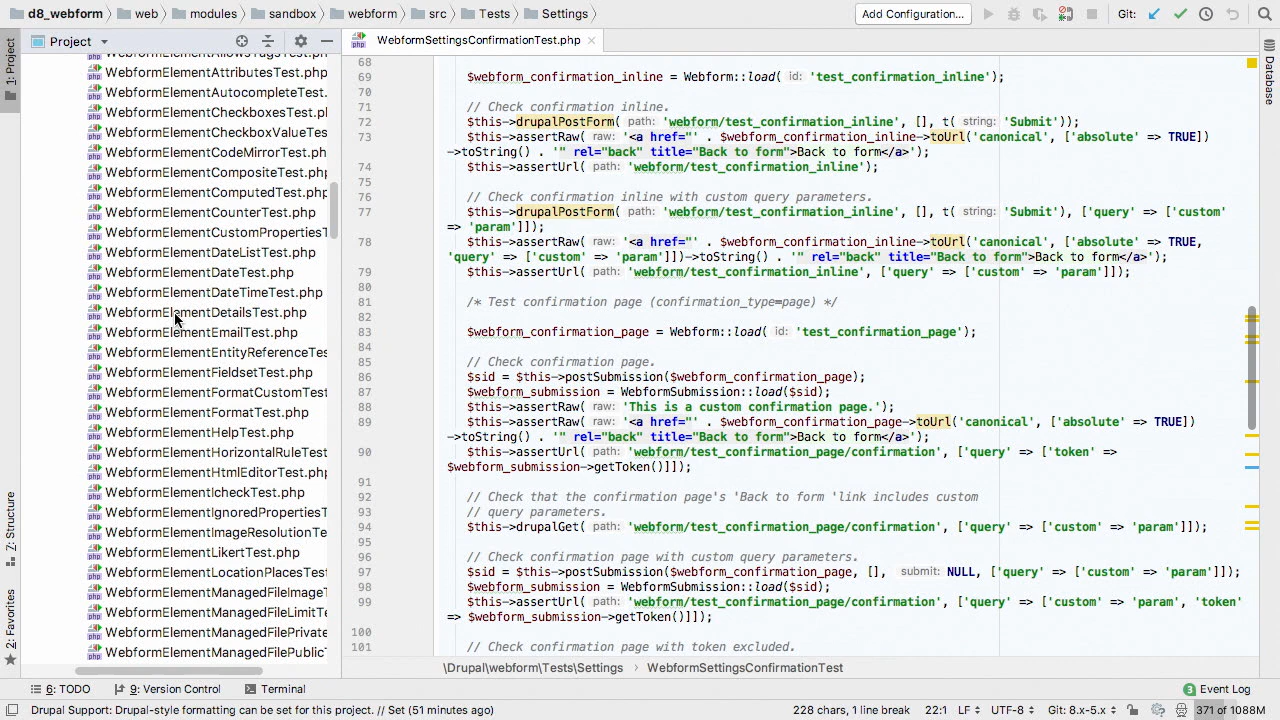 d8_webform web modules sandbox webform src Tests Settings Add Configuration... Git:
1: Project
Project
WebformSettingsConfirmationTest.php
Database
WebformElementAttributesTest.php
WebformElementAutocompleteTest.
WebformElementCheckboxesTest.php
WebformElementCheckboxValueTes
WebformElementCodeMirrorTest.php
WebformElementCompositeTest.php
WebformElementComputedTest.php
WebformElementCounterTest.php
WebformElementCustomPropertiesT
WebformElementDateListTest.php
WebformElementDateTest.php
WebformElementDateTimeTest.php
WebformElementDetailsTest.php
WebformElementEmailTest.php
WebformElementEntityReferenceTes
WebformElementFieldsetTest.php
WebformElementFormatCustomTest
WebformElementFormatTest.php
WebformElementHelpTest.php
WebformElementHorizontalRuleTest
WebformElementHtmlEditorTest.php
WebformElementIcheckTest.php
WebformElementIgnoredPropertiesT
WebformElementImageResolutionTe
WebformElementLikertTest.php
WebformElementLocationPlacesTest
WebformElementManagedFileImageT
WebformElementManagedFileLimitTe
WebformElementManagedFilePrivate
WebformElementManagedFilePublicT
68
69 $webform_confirmation_inline = Webform::load( id: 'test_confirmation_inline');
70
71 // Check confirmation inline.
72 $this->drupalPostForm( path: 'webform/test_confirmation_inline', [], t( string: 'Submit'));
73 $this->assertRaw( raw: '<a href="' . $webform_confirmation_inline->toUrl('canonical', ['absolute' => TRUE])
->toString() . '" rel="back" title="Back to form">Back to form</a>');
74 $this->assertUrl( path: 'webform/test_confirmation_inline');
75
76 // Check confirmation inline with custom query parameters.
77 $this->drupalPostForm( path: 'webform/test_confirmation_inline', [], t( string: 'Submit'), ['query' => ['custom'
=> 'param']]);
78 $this->assertRaw( raw: '<a href="' . $webform_confirmation_inline->toUrl('canonical', ['absolute' => TRUE,
'query' => ['custom' => 'param']])->toString() . '" rel="back" title="Back to form">Back to form</a>');
79 $this->assertUrl( path: 'webform/test_confirmation_inline', ['query' => ['custom' => 'param']]);
80
81 /* Test confirmation page (confirmation_type=page) */
82
83 $webform_confirmation_page = Webform::load( id: 'test_confirmation_page');
84
85 // Check confirmation page.
86 $sid = $this->postSubmission($webform_confirmation_page);
87 $webform_submission = WebformSubmission::load($sid);
88 $this->assertRaw( raw: 'This is a custom confirmation page.');
89 $this->assertRaw( raw: '<a href="' . $webform_confirmation_page->toUrl('canonical', ['absolute' => TRUE])
->toString() . '" rel="back" title="Back to form">Back to form</a>');
90 $this->assertUrl( path: 'webform/test_confirmation_page/confirmation', ['query' => ['token' =>
$webform_submission->getToken()]]);
91
92 // Check that the confirmation page's 'Back to form 'link includes custom
93 // query parameters.
94 $this->drupalGet( path: 'webform/test_confirmation_page/confirmation', ['query' => ['custom' => 'param']]);
95
96 // Check confirmation page with custom query parameters.
97 $sid = $this->postSubmission($webform_confirmation_page, [], submit: NULL, ['query' => ['custom' => 'param']]);
98 $webform_submission = WebformSubmission::load($sid);
99 $this->assertUrl( path: 'webform/test_confirmation_page/confirmation', ['query' => ['custom' => 'param', 'token'
=> $webform_submission->getToken()]]);
100
101 // Check confirmation page with token excluded.
Z: Structure
2: Favorites
\Drupal\webform\Tests\Settings WebformSettingsConfirmationTest
6: TODO 9: Version Control Terminal 3 Event Log
Drupal Support: Drupal-style formatting can be set for this project. // Set (51 minutes ago) 228 chars, 1 line break 22:1 LF UTF-8 Git: 8.x-5.x 371 of 1088M